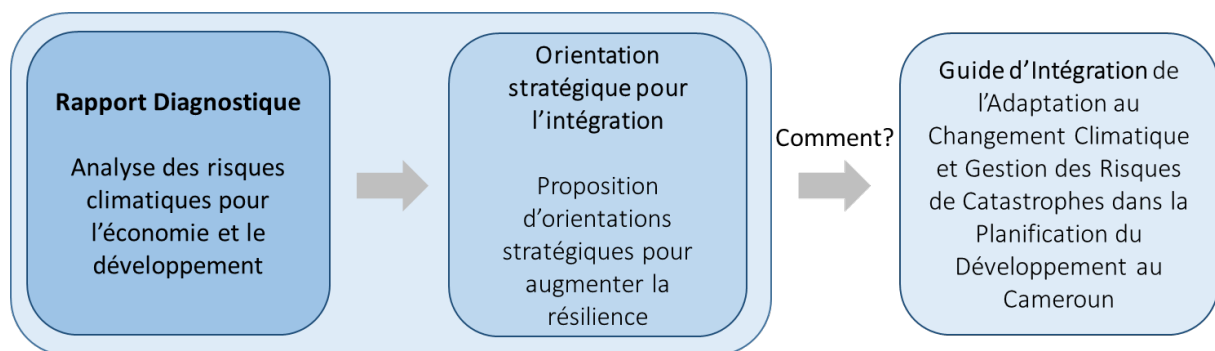 Rapport Diagnostique
Analyse des risques
climatiques pour
l'économie et le
développement
Orientation
stratégique pour
l'intégration
Proposition
d'orientations
stratégiques pour
augmenter la
résilience
Comment?
Guide d'Intégration de
l'Adaptation au
Changement Climatique
et Gestion des Risques
de Catastrophes dans la
Planification du
Développement au
Cameroun